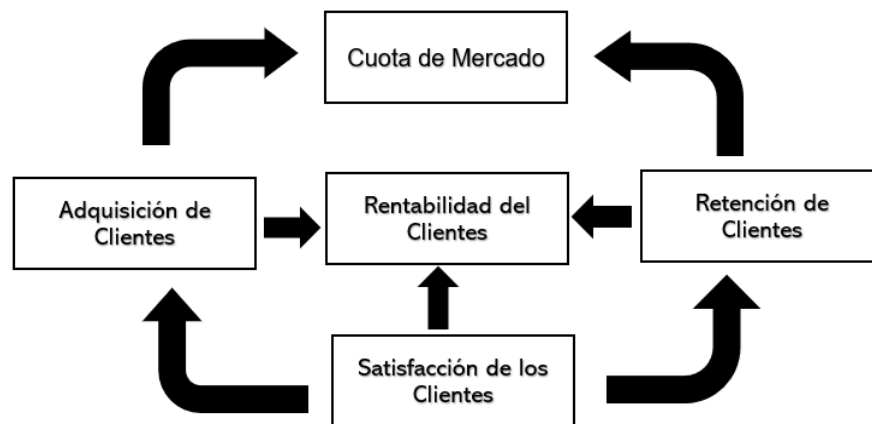 Cuota de Mercado
Adquisición de
Clientes
Rentabilidad del
Clientes
Retención de
Clientes
Satisfacción de los
Clientes